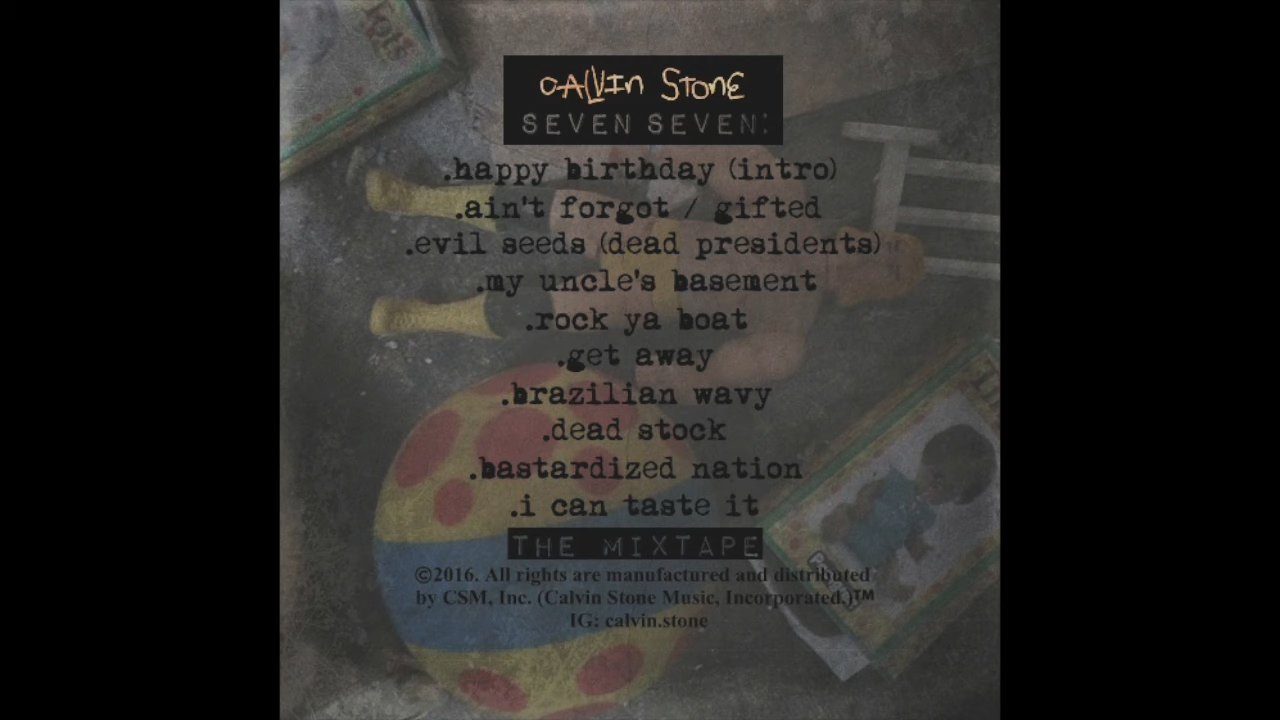 CALVIN STONE
SEVEN SEVEN:
.happy birthday (intro)
.ain't forgot / gifted
.evil seeds (dead presidents)
.my uncle's basement
.rock ya boat
.get away
.brazilian wavy
.dead stock
.bastardized nation
.i can taste it
THE MIXTAPE
©2016. All rights are manufactured and distributed
by CSM, Inc. (Calvin Stone Music, Incorporated.)™
IG: calvin.stone